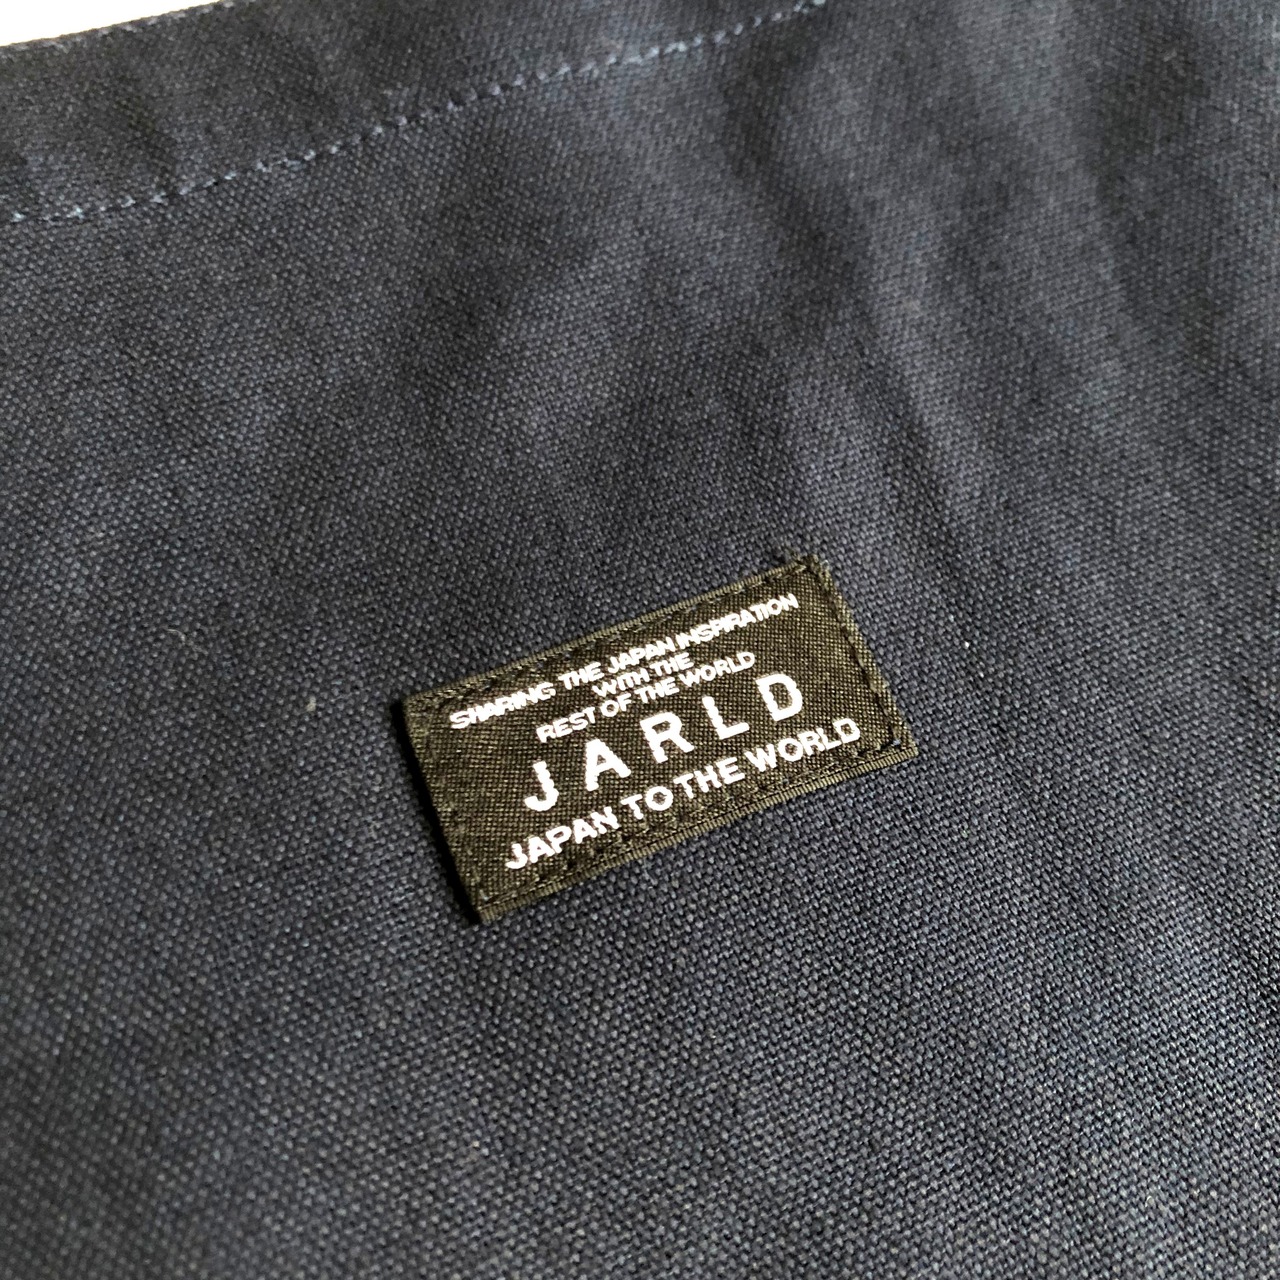 SHARING THE JAPAN INSPIRATION
WITH THE
REST OF THE WORLD
JARLD
JAPAN TO THE WORLD